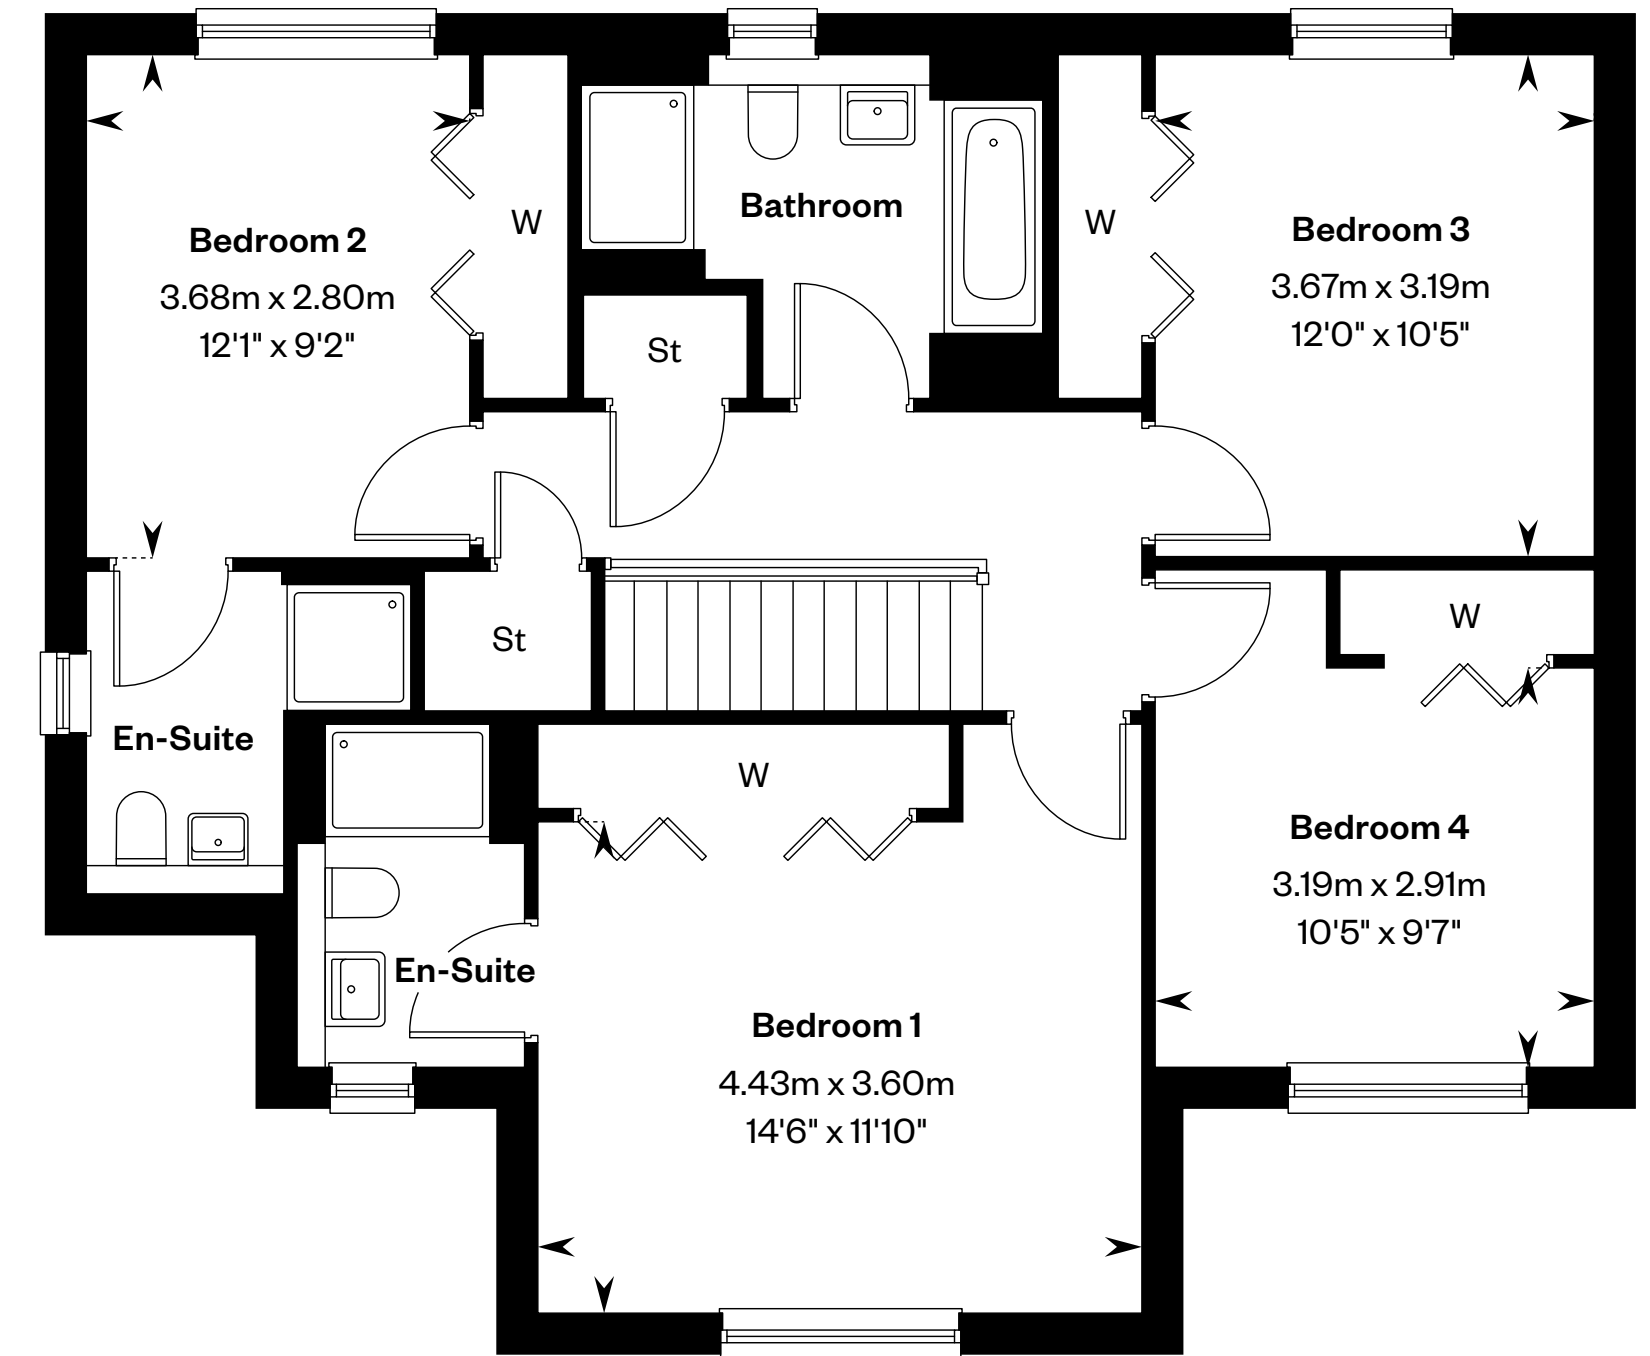 Bedroom 2
3.68m x 2.80m
12'1" x 9'2"
W
Bathroom
St
W
Bedroom 3
3.67m x 3.19m
12'0" x 10'5"
En-Suite
St
W
W
En-Suite
Bedroom 1
4.43m x 3.60m
14'6" x 11'10"
Bedroom 4
3.19m x 2.91m
10'5" x 9'7"